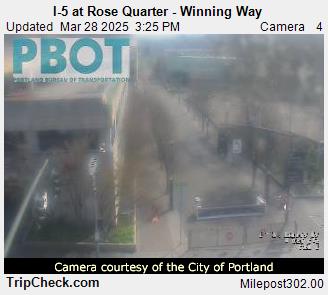 I-5 at Rose Quarter - Winning Way
Updated Mar 28 2025 3:25 PM Camera 4
PBOT
PORTLAND BUREAU OF TRANSPORTATION
Camera courtesy of the City of Portland
TripCheck.com Milepost302.00